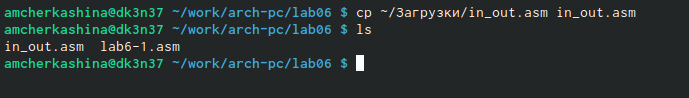 amcherkashina@dk3n37 ~/work/arch-pc/lab06 $ cp ~/Загрузки/in_out.asm in_out.asm
amcherkashina@dk3n37 ~/work/arch-pc/lab06 $ ls
in_out.asm  lab6-1.asm
amcherkashina@dk3n37 ~/work/arch-pc/lab06 $